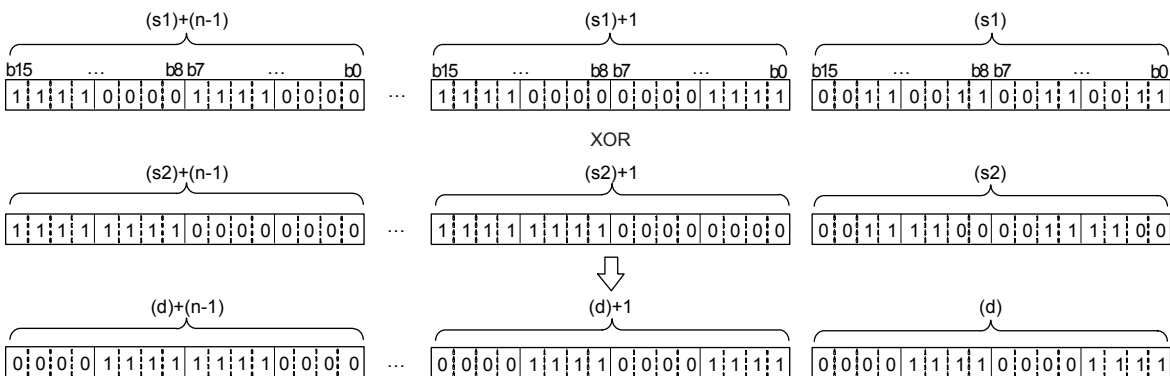 (s1)+(n-1) (s1)+1 (s1)
b15 ... b8 b7 ... b0 b15 ... b8 b7 ... b0 b15 ... b8 b7 ... b0
1 1 1 1 0 0 0 0 1 1 1 1 0 0 0 0 ... 1 1 1 1 0 0 0 0 0 0 0 0 1 1 1 1 0 0 1 1 0 0 1 1 0 0 1 1 0 0 1 1
XOR
(s2)+(n-1) (s2)+1 (s2)
1 1 1 1 1 1 1 1 0 0 0 0 0 0 0 0 ... 1 1 1 1 1 1 1 1 0 0 0 0 0 0 0 0 0 0 1 1 1 1 0 0 0 0 1 1 1 1 0 0
(d)+(n-1) (d)+1 (d)
0 0 0 0 1 1 1 1 1 1 1 1 0 0 0 0 ... 0 0 0 0 1 1 1 1 0 0 0 0 1 1 1 1 0 0 0 0 1 1 1 1 0 0 0 0 1 1 1 1